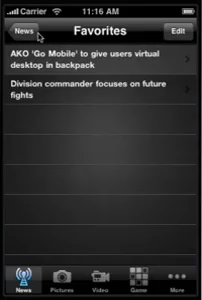 Carrier 11:16 AM
News Favorites Edit
AKO 'Go Mobile' to give users virtual
desktop in backpack
Division commander focuses on future
fights
News Pictures Video Game More